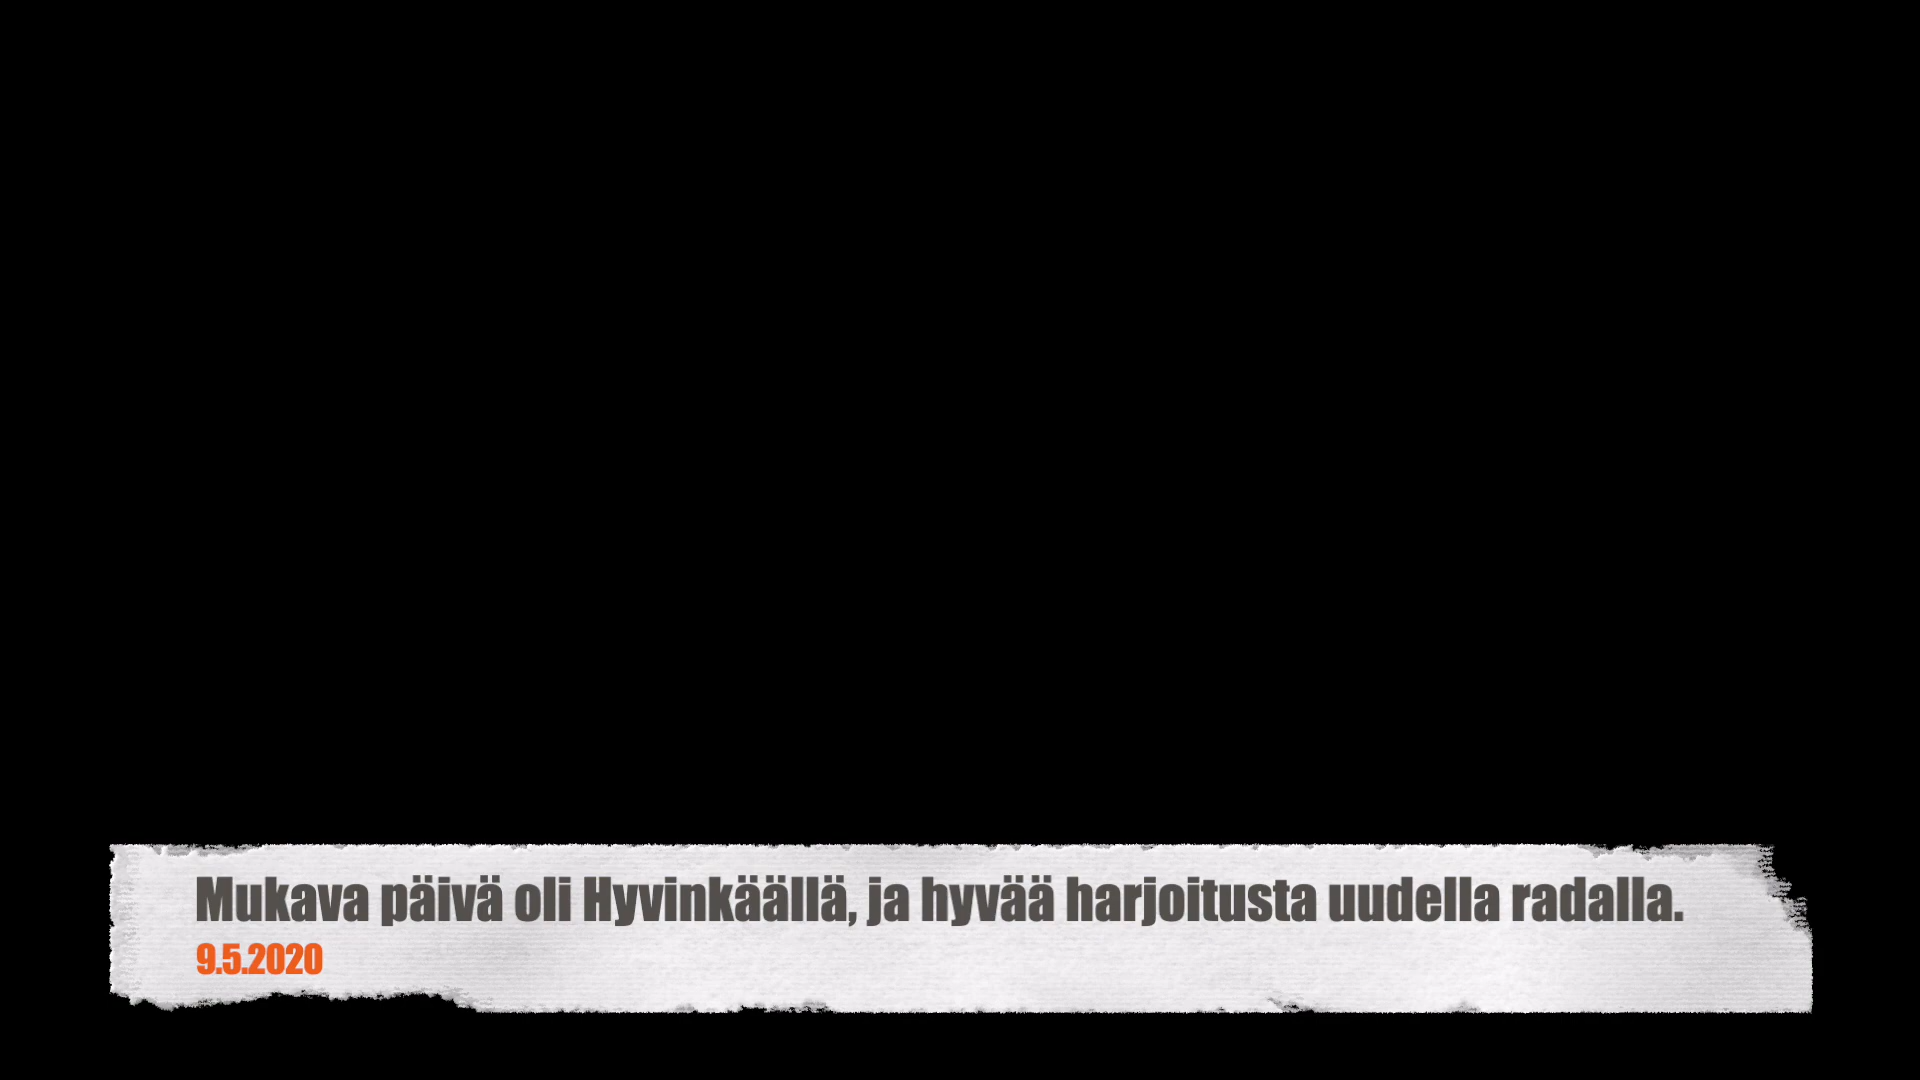 Mukava päivä oli Hyvinkäällä, ja hyvää harjoitusta uudella radalla.
9.5.2020